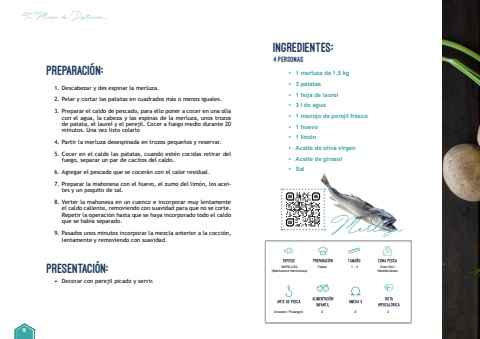 PREPARACIÓN:
1. Descabezar y des espinar la merluza.
2. Pelar y cortar las patatas en cuadrados más o menos iguales.
3. Preparar el caldo de pescado, para ello poner a cocer en una olla
con el agua, la cabeza y las espinas de la merluza, unos trozos
de patata, el laurel y el perejil. Cocer a fuego medio durante 20
minutos. Una vez listo colarlo
4. Partir la merluza desespinada en trozos pequeños y reservar.
5. Cocer en el caldo las patatas, cuando estén cocidas retirar del
fuego, separar un par de cacitos del caldo.
6. Agregar el pescado que se cocerán con el calor residual.
7. Preparar la mahonesa con el huevo, el zumo del limón, los acei-
tes y un poquito de sal.
8. Verter la mahonesa en un cuenco e incorporar muy lentamente
el caldo caliente, removiendo con suavidad para que no se corte.
Repetir la operación hasta que se haya incorporado todo el caldo
que se había separado.
9. Pasados unos minutos incorporar la mezcla anterior a la cocción,
lentamente y removiendo con suavidad.
PRESENTACIÓN:
• Decorar con perejil picado y servir.
INGREDIENTES:
4 PERSONAS
• 1 merluza de 1,5 kg
• 3 patatas
• 1 hoja de laurel
• 3 l de agua
• 1 manojo de perejil fresco
• 1 huevo
• 1 limón
• Aceite de oliva virgen
• Aceite de girasol
• Sal
Merluza
ESPECIE PREPARACIÓN TAMAÑO ZONA PESCA
MERLUZA
(Merluccius merluccius)
ARTE DE PESCA ALIMENTACIÓN INFANTIL OMEGA 3 DIETA HIPOCALÓRICA
Arrastre / Palangre 3 3 3